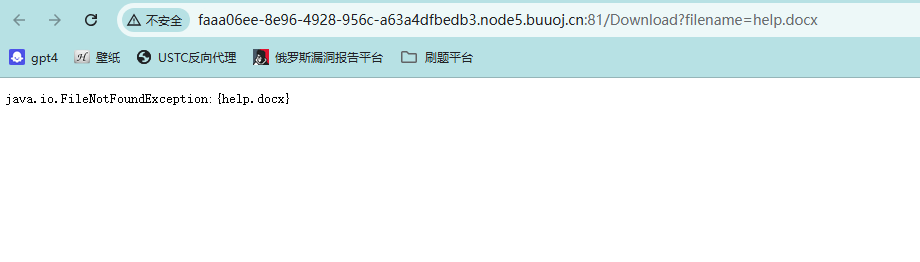 不安全 faaa06ee-8e96-4928-956c-a63a4dfbedb3.node5.buuoj.cn:81/Download?filename=help.docx
gpt4 壁纸 USTC反向代理 俄罗斯漏洞报告平台 刷题平台
java.io.FileNotFoundException:{help.docx}